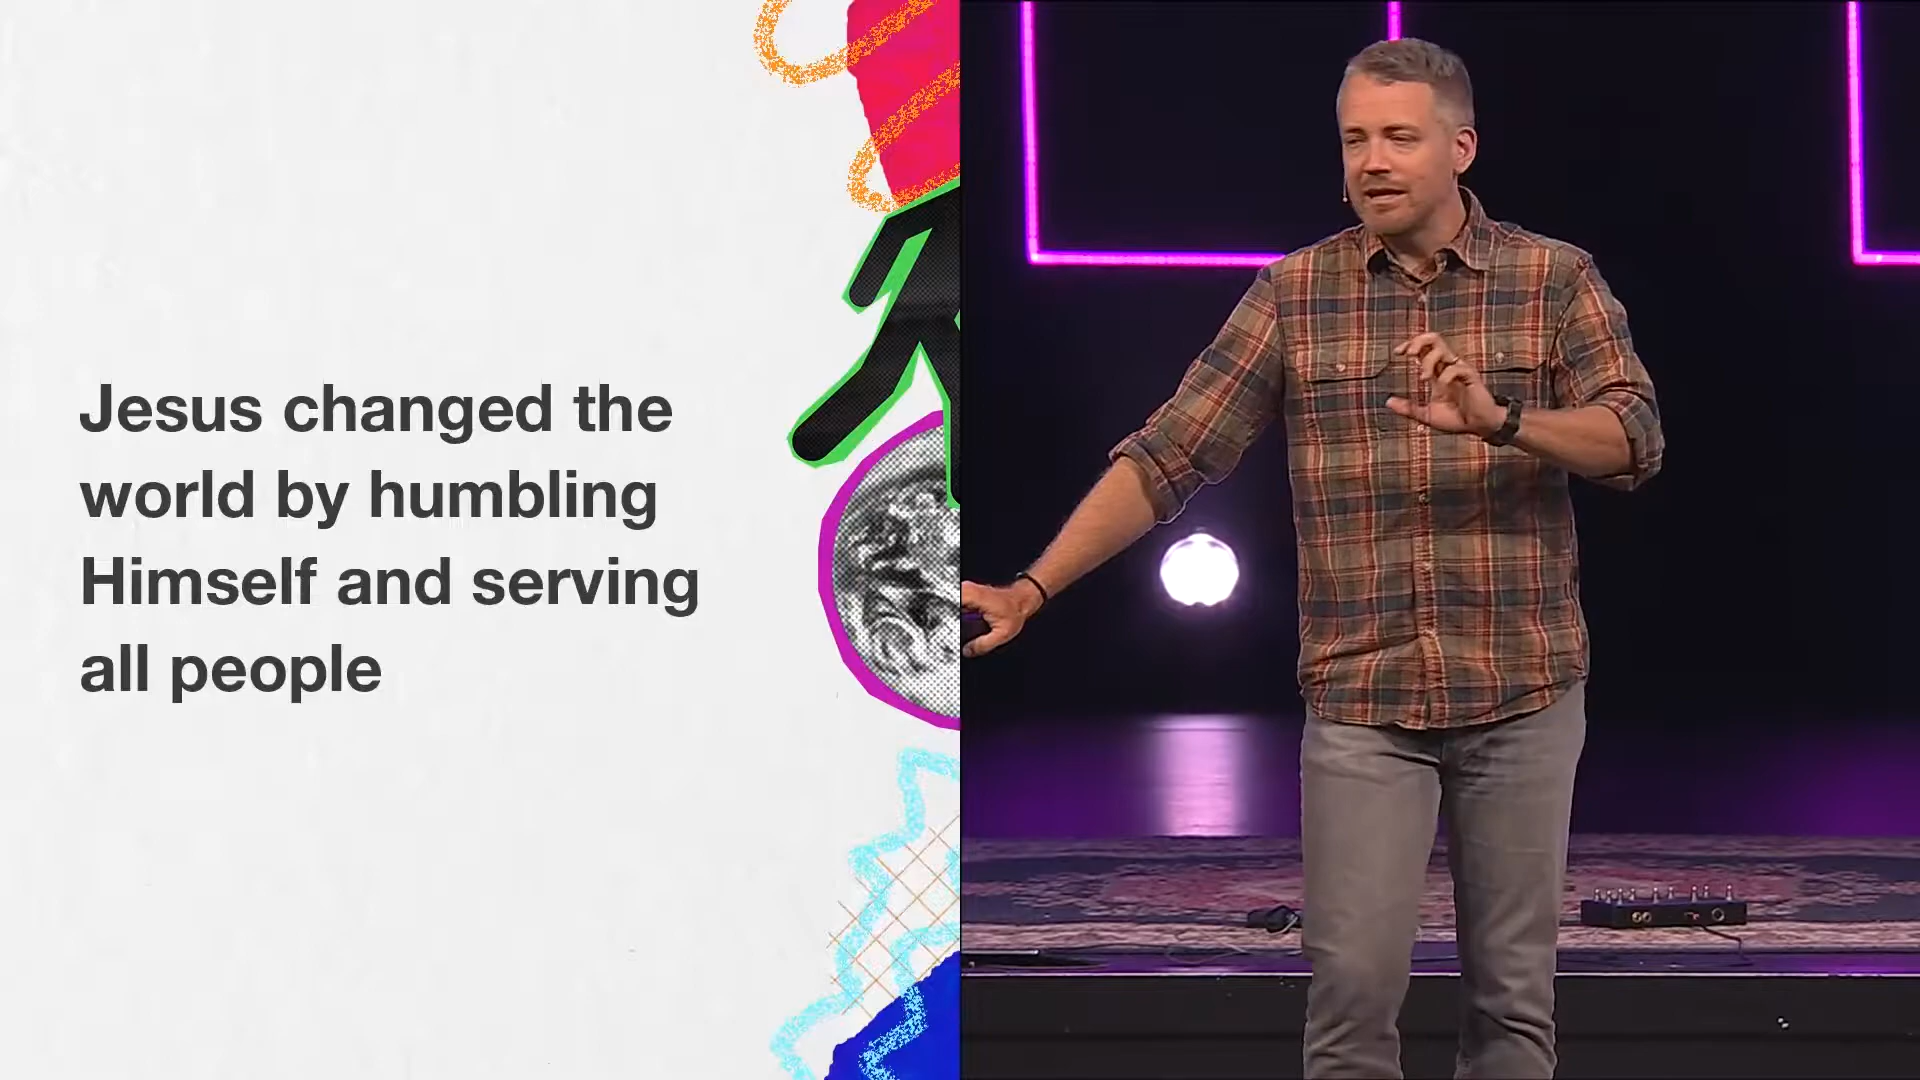 Jesus changed the
world by humbling
Himself and serving
all people